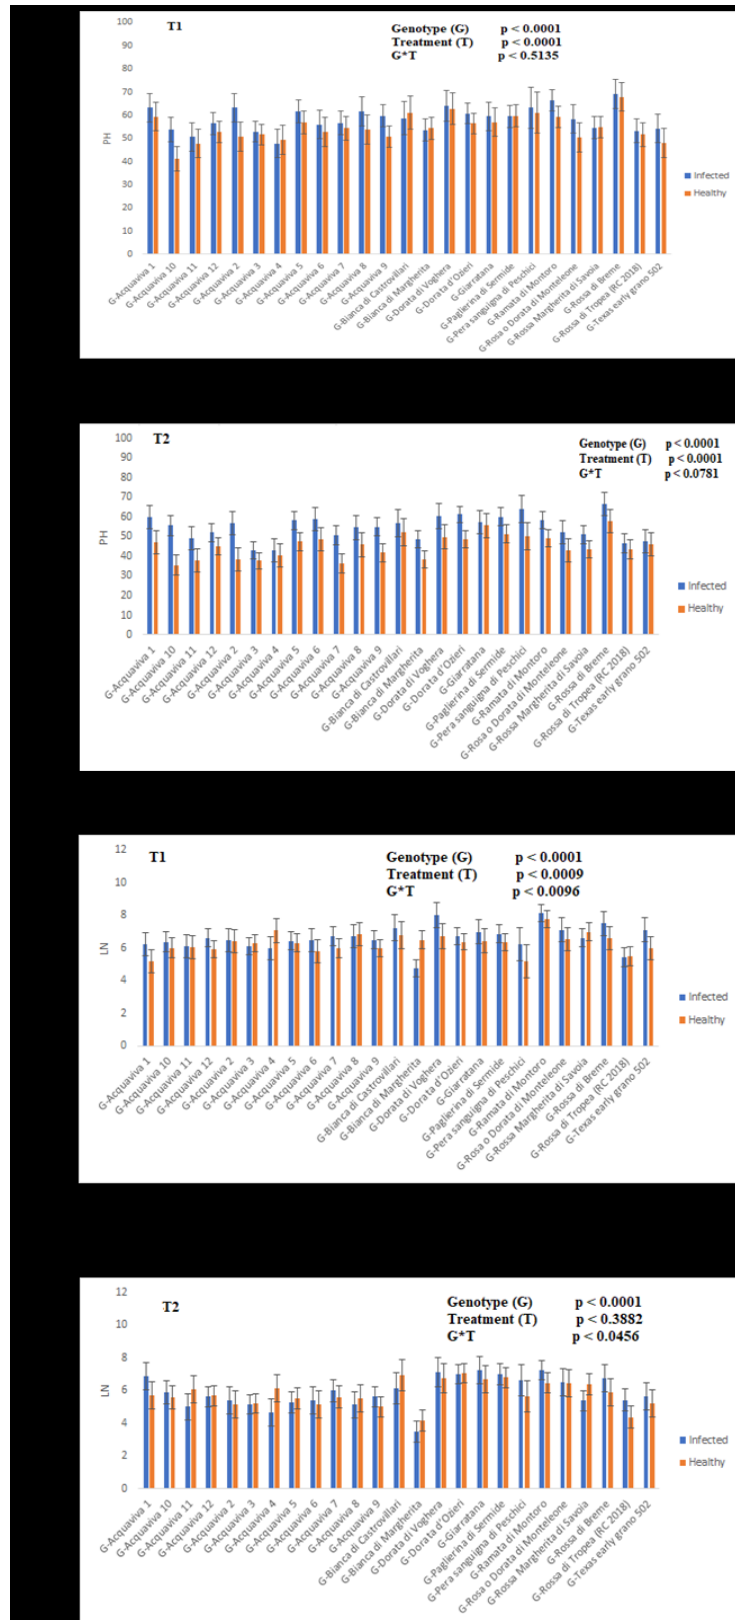 T1
Genotype (G) p < 0.0001
Treatment (T) p < 0.0001
G*T p < 0.5135
100
90
80
70
60
50
40
30
20
10
0
PH
G-Acquaviva 1
G-Acquaviva 10
G-Acquaviva 11
G-Acquaviva 12
G-Acquaviva 2
G-Acquaviva 3
G-Acquaviva 4
G-Acquaviva 5
G-Acquaviva 6
G-Acquaviva 7
G-Acquaviva 8
G-Acquaviva 9
G-Bianca di Castrovillari
G-Bianca di Margherita
G-Dorata di Voghera
G-Dorata d'Ozieri
G-Giarratana
G-Paglierina di Sermide
G-Pera sanguigna di Peschici
G-Ramata di Montoro
G-Rosa o Dorata di Monteleone
G-Rossa Margherita di Savoia
G-Rossa di Breme
G-Rossa di Tropea (RC 2018)
G-Texas early grano 502
Infected
Healthy
T2
Genotype (G) p < 0.0001
Treatment (T) p < 0.0001
G*T p < 0.0781
100
90
80
70
60
50
40
30
20
10
0
PH
G-Acquaviva 1
G-Acquaviva 10
G-Acquaviva 11
G-Acquaviva 12
G-Acquaviva 2
G-Acquaviva 3
G-Acquaviva 4
G-Acquaviva 5
G-Acquaviva 6
G-Acquaviva 7
G-Acquaviva 8
G-Acquaviva 9
G-Bianca di Castrovillari
G-Bianca di Margherita
G-Dorata di Voghera
G-Dorata d'Ozieri
G-Giarratana
G-Paglierina di Sermide
G-Pera sanguigna di Peschici
G-Ramata di Montoro
G-Rosa o Dorata di Monteleone
G-Rossa Margherita di Savoia
G-Rossa di Breme
G-Rossa di Tropea (RC 2018)
G-Texas early grano 502
Infected
Healthy
T1
Genotype (G) p < 0.0001
Treatment (T) p < 0.0009
G*T p < 0.0096
12
10
8
6
4
2
0
LN
G-Acquaviva 1
G-Acquaviva 10
G-Acquaviva 11
G-Acquaviva 12
G-Acquaviva 2
G-Acquaviva 3
G-Acquaviva 4
G-Acquaviva 5
G-Acquaviva 6
G-Acquaviva 7
G-Acquaviva 8
G-Acquaviva 9
G-Bianca di Castrovillari
G-Bianca di Margherita
G-Dorata di Voghera
G-Dorata d'Ozieri
G-Giarratana
G-Paglierina di Sermide
G-Pera sanguigna di Peschici
G-Ramata di Montoro
G-Rosa o Dorata di Monteleone
G-Rossa Margherita di Savoia
G-Rossa di Breme
G-Rossa di Tropea (RC 2018)
G-Texas early grano 502
Infected
Healthy
T2
Genotype (G) p < 0.0001
Treatment (T) p < 0.3882
G*T p < 0.0456
12
10
8
6
4
2
0
LN
G-Acquaviva 1
G-Acquaviva 10
G-Acquaviva 11
G-Acquaviva 12
G-Acquaviva 2
G-Acquaviva 3
G-Acquaviva 4
G-Acquaviva 5
G-Acquaviva 6
G-Acquaviva 7
G-Acquaviva 8
G-Acquaviva 9
G-Bianca di Castrovillari
G-Bianca di Margherita
G-Dorata di Voghera
G-Dorata d'Ozieri
G-Giarratana
G-Paglierina di Sermide
G-Pera sanguigna di Peschici
G-Ramata di Montoro
G-Rosa o Dorata di Monteleone
G-Rossa Margherita di Savoia
G-Rossa di Breme
G-Rossa di Tropea (RC 2018)
G-Texas early grano 502
Infected
Healthy